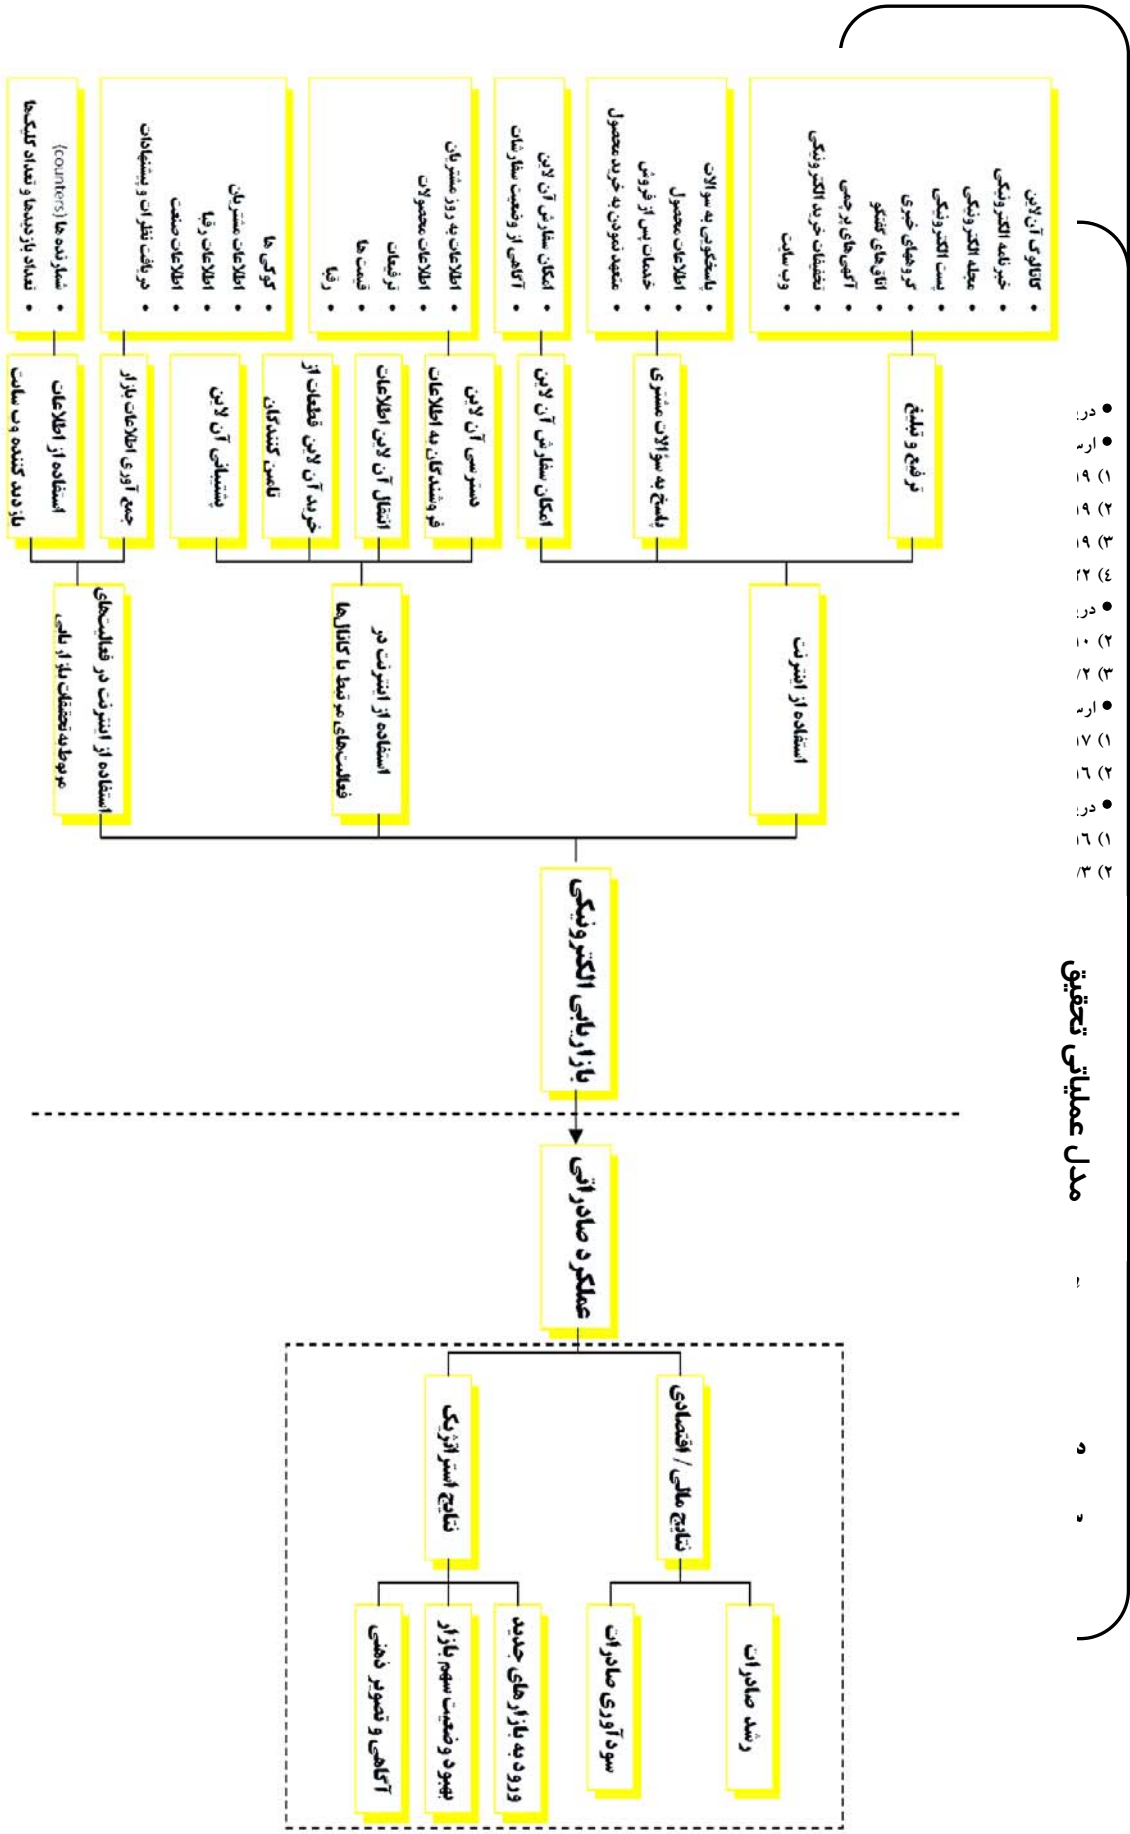 مدل عملیاتی تحقیق
کاتالوگ آن لاین
خبرنامه الکترونیکی
مجله الکترونیکی
پست الکترونیکی
گروههای خبری
اتاق‌های گفتگو
آگهی‌های پرچمی
تخفیفات خرید الکترونیکی
وب سایت
پاسخگویی به سوالات
اطلاعات محصول
خدمات پس از فروش
متعهد نمودن به خرید محصول
امکان سفارش آن لاین
آگاهی از وضعیت سفارشات
اطلاعات به روز مشتریان
اطلاعات محصولات
ترفیعات
قیمت ها
رقبا
کوکی ها
اطلاعات مشتریان
اطلاعات رقبا
اطلاعات صنعت
دریافت نظرات و پیشنهادات
شمارنده ها (counters)
تعداد بازدیدها و تعداد کلیک‌ها
ترفیع و تبلیغ
پاسخ به سؤالات مشتری
امکان سفارش آن لاین
دسترسی آن لاین
فروشندگان به اطلاعات
انتقال آن لاین اطلاعات
خرید آن لاین قطعات از
تامین کنندگان
پشتیبانی آن لاین
جمع آوری اطلاعات بازار
استفاده از اطلاعات
بازدید کننده وب سایت
استفاده از اینترنت
استفاده از اینترنت در
فعالیت‌های مرتبط با کانال‌ها
استفاده از اینترنت در فعالیت‌های
مربوط به تحقیقات بازاریابی
بازاریابی الکترونیکی
عملکرد صادراتی
نتایج مالی / اقتصادی
نتایج استراتژیک
رشد صادرات
سودآوری صادرات
ورود به بازارهای جدید
بهبود وضعیت سهم بازار
آگاهی و تصویر ذهنی